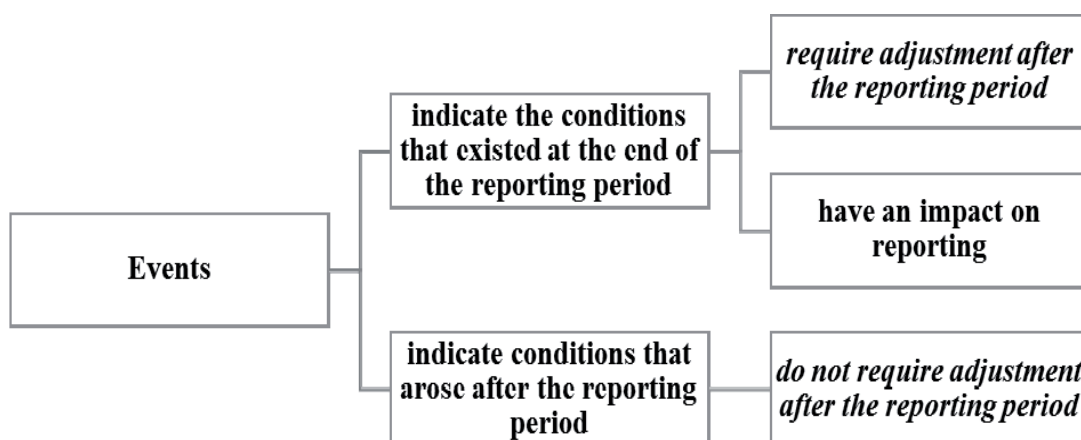 Events
indicate the conditions
that existed at the end of
the reporting period
require adjustment after
the reporting period
have an impact on
reporting
indicate conditions that
arose after the reporting
period
do not require adjustment
after the reporting period